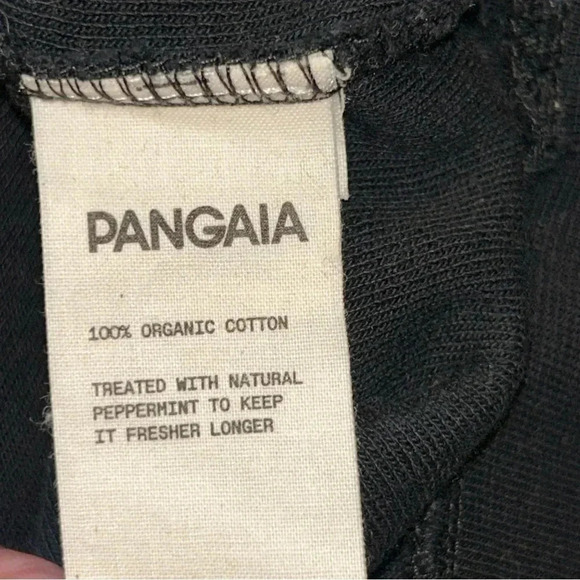 PANGAIA
100% ORGANIC COTTON
TREATED WITH NATURAL
PEPPERMINT TO KEEP
IT FRESHER LONGER